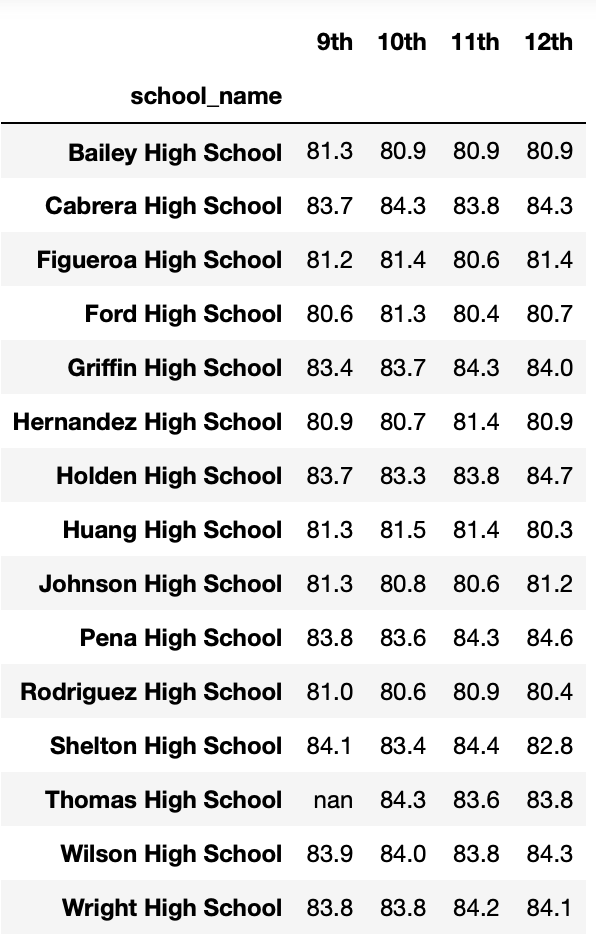 9th 10th 11th 12th
school_name
Bailey High School 81.3 80.9 80.9 80.9
Cabrera High School 83.7 84.3 83.8 84.3
Figueroa High School 81.2 81.4 80.6 81.4
Ford High School 80.6 81.3 80.4 80.7
Griffin High School 83.4 83.7 84.3 84.0
Hernandez High School 80.9 80.7 81.4 80.9
Holden High School 83.7 83.3 83.8 84.7
Huang High School 81.3 81.5 81.4 80.3
Johnson High School 81.3 80.8 80.6 81.2
Pena High School 83.8 83.6 84.3 84.6
Rodriguez High School 81.0 80.6 80.9 80.4
Shelton High School 84.1 83.4 84.4 82.8
Thomas High School nan 84.3 83.6 83.8
Wilson High School 83.9 84.0 83.8 84.3
Wright High School 83.8 83.8 84.2 84.1